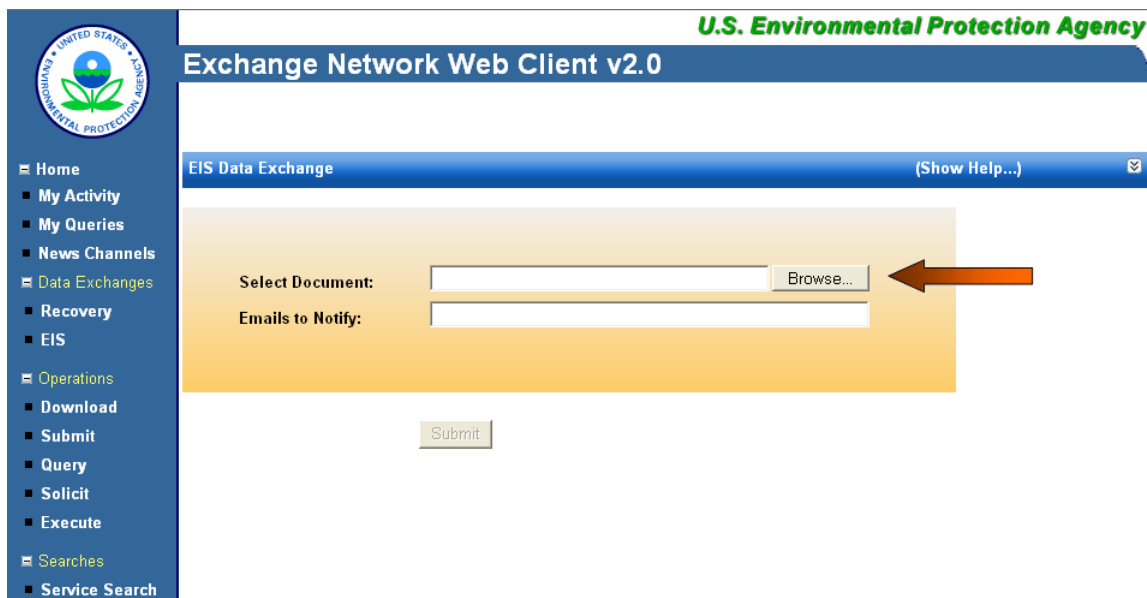 U.S. Environmental Protection Agency
UNITED STATES
ENVIRONMENTAL PROTECTION AGENCY
Exchange Network Web Client v2.0
Home
My Activity
My Queries
News Channels
Data Exchanges
Recovery
EIS
Operations
Download
Submit
Query
Solicit
Execute
Searches
Service Search
EIS Data Exchange (Show Help...)
Select Document: Browse...
Emails to Notify:
Submit